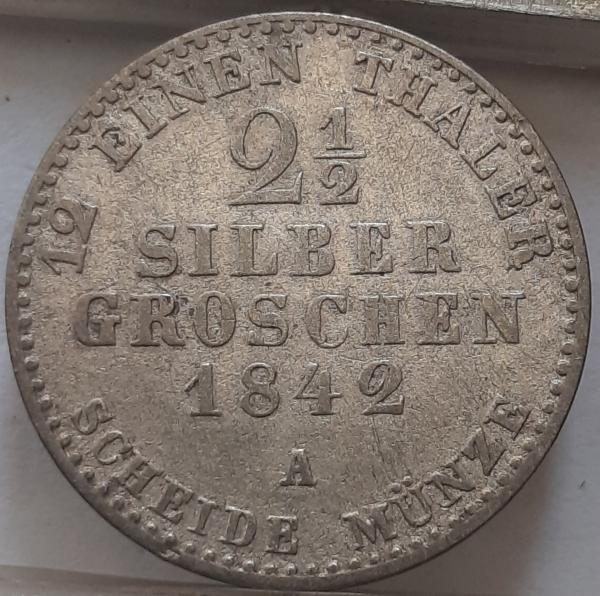 12 EINEN THALER
2 1/2
SILBER
GROSCHEN
1842
A
SCHEIDE MÜNZE